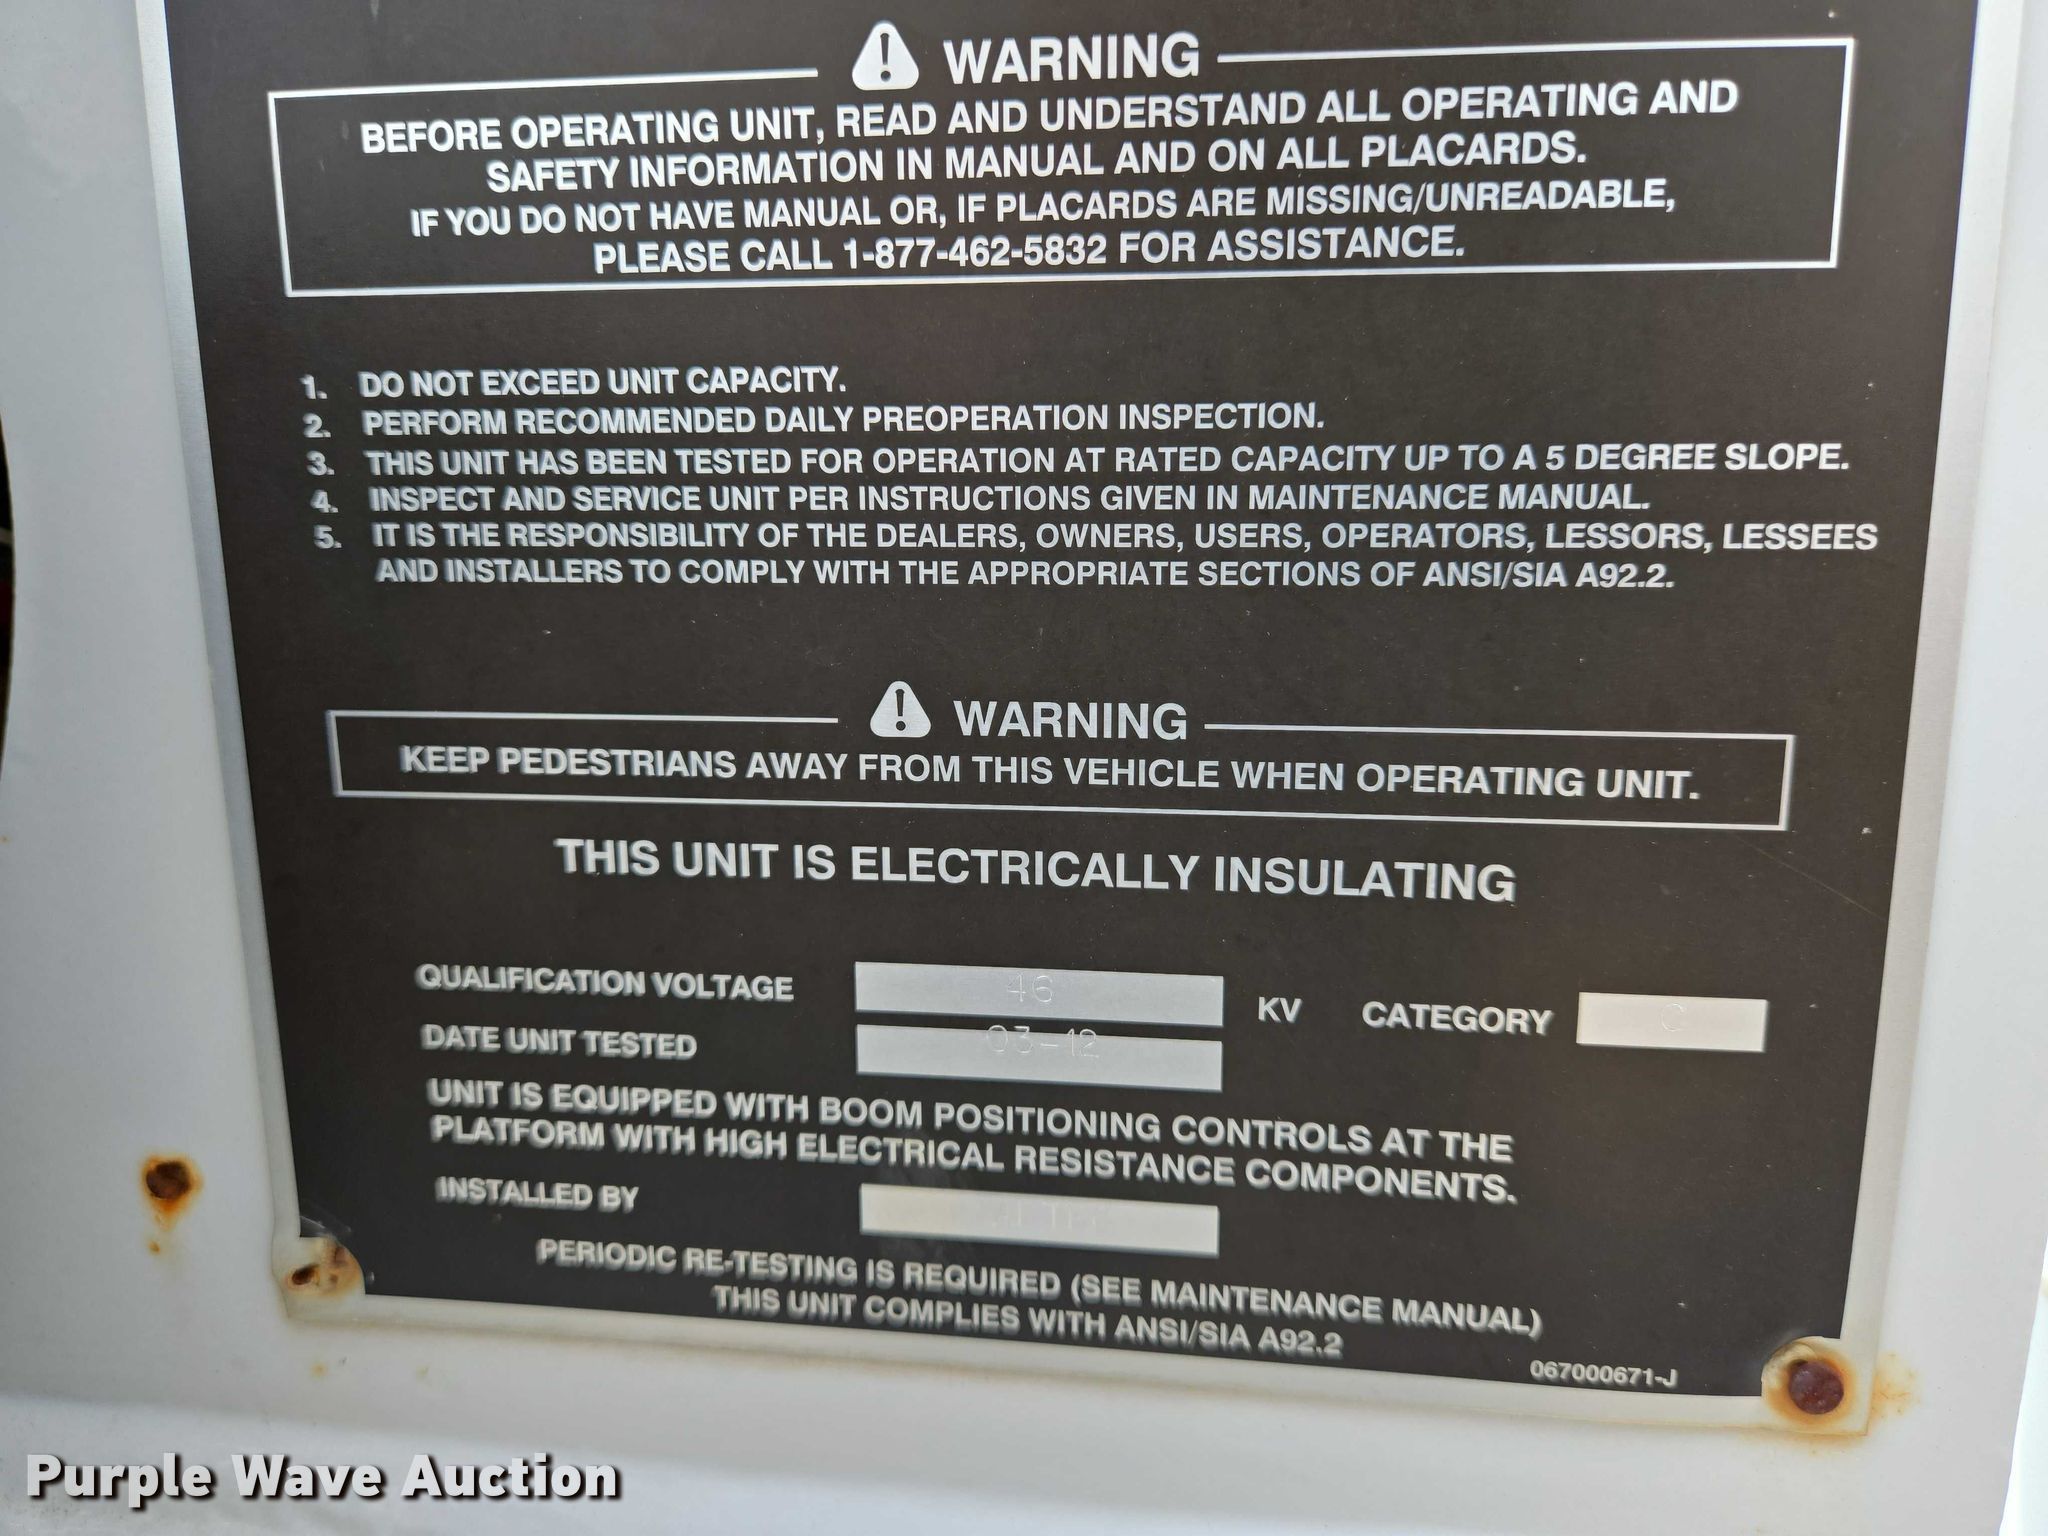 WARNING
BEFORE OPERATING UNIT, READ AND UNDERSTAND ALL OPERATING AND
SAFETY INFORMATION IN MANUAL AND ON ALL PLACARDS.
IF YOU DO NOT HAVE MANUAL OR, IF PLACARDS ARE MISSING/UNREADABLE,
PLEASE CALL 1-877-462-5832 FOR ASSISTANCE.
1. DO NOT EXCEED UNIT CAPACITY.
2. PERFORM RECOMMENDED DAILY PREOPERATION INSPECTION.
3. THIS UNIT HAS BEEN TESTED FOR OPERATION AT RATED CAPACITY UP TO A 5 DEGREE SLOPE.
4. INSPECT AND SERVICE UNIT PER INSTRUCTIONS GIVEN IN MAINTENANCE MANUAL.
5. IT IS THE RESPONSIBILITY OF THE DEALERS, OWNERS, USERS, OPERATORS, LESSORS, LESSEES
AND INSTALLERS TO COMPLY WITH THE APPROPRIATE SECTIONS OF ANSI/SIA A92.2.
WARNING
KEEP PEDESTRIANS AWAY FROM THIS VEHICLE WHEN OPERATING UNIT.
THIS UNIT IS ELECTRICALLY INSULATING
QUALIFICATION VOLTAGE 46 KV CATEGORY C
DATE UNIT TESTED 03-12
UNIT IS EQUIPPED WITH BOOM POSITIONING CONTROLS AT THE
PLATFORM WITH HIGH ELECTRICAL RESISTANCE COMPONENTS.
INSTALLED BY
PERIODIC RE-TESTING IS REQUIRED (SEE MAINTENANCE MANUAL)
THIS UNIT COMPLIES WITH ANSI/SIA A92.2
067000671-J
Purple Wave Auction